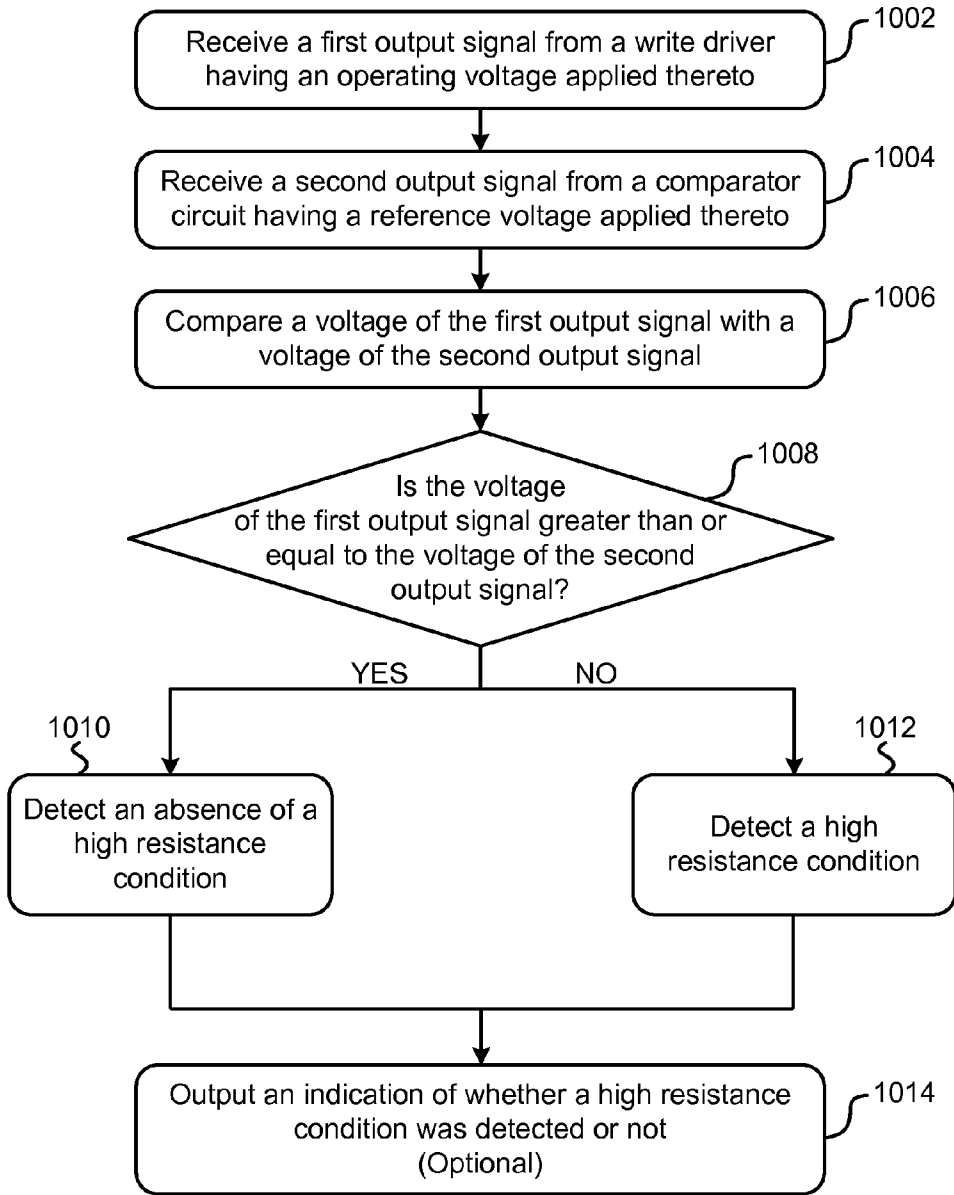 1002
Receive a first output signal from a write driver
having an operating voltage applied thereto
1004
Receive a second output signal from a comparator
circuit having a reference voltage applied thereto
1006
Compare a voltage of the first output signal with a
voltage of the second output signal
1008
Is the voltage
of the first output signal greater than or
equal to the voltage of the second
output signal?
YES
NO
1010
Detect an absence of a
high resistance
condition
1012
Detect a high
resistance condition
1014
Output an indication of whether a high resistance
condition was detected or not
(Optional)